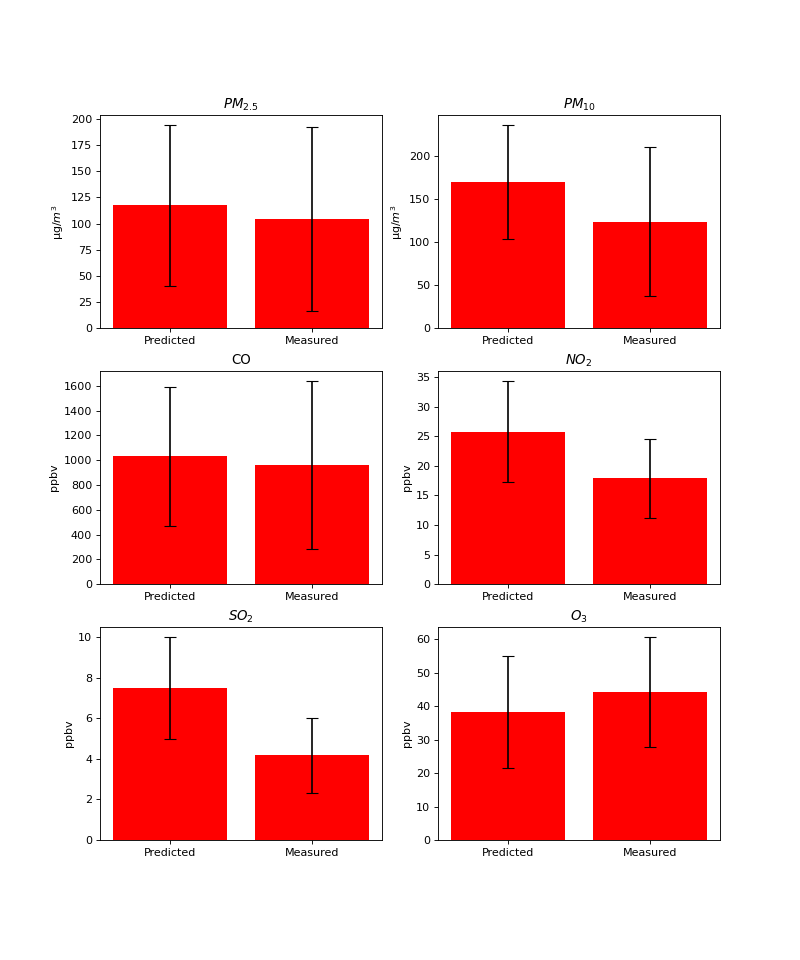 PM2.5
200
175
150
125
100
75
50
25
0
μg/m³
Predicted Measured
PM10
200
150
100
50
0
μg/m³
Predicted Measured
CO
1600
1400
1200
1000
800
600
400
200
0
ppbv
Predicted Measured
NO2
35
30
25
20
15
10
5
0
ppbv
Predicted Measured
SO2
10
8
6
4
2
0
ppbv
Predicted Measured
O3
60
50
40
30
20
10
0
ppbv
Predicted Measured